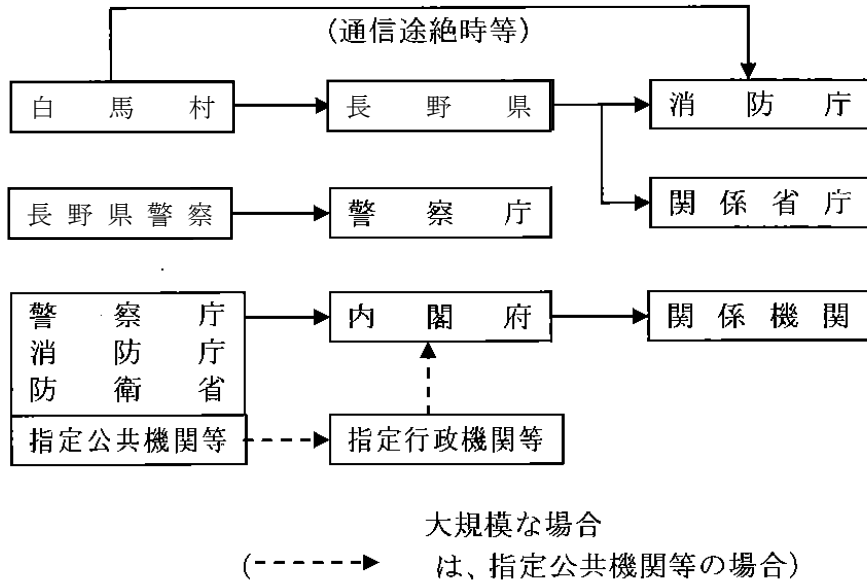 (通信途絶時等)
白馬村
長野県
消防庁
関係省庁
長野県警察
警察庁
警察庁
消防庁
防衛省
内閣府
関係機関
指定公共機関等
指定行政機関等
大規模な場合
(
は、指定公共機関等の場合)